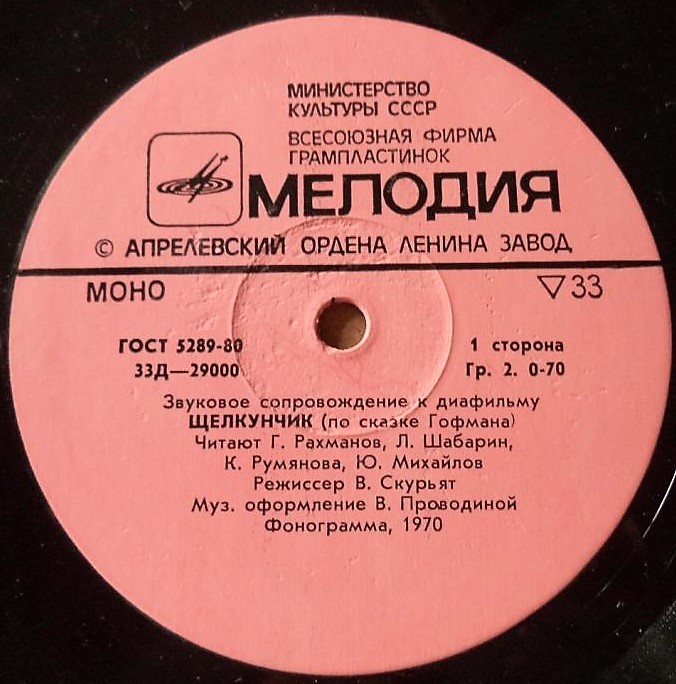 МИНИСТЕРСТВО
КУЛЬТУРЫ СССР
ВСЕСОЮЗНАЯ ФИРМА
ГРАМПЛАСТИНОК
МЕЛОДИЯ
© АПРЕЛЕВСКИЙ ОРДЕНА ЛЕНИНА ЗАВОД
МОНО ▽33
ГОСТ 5289-80 1 сторона
33Д—29000 Гр. 2. 0-70
Звуковое сопровождение к диафильму
ЩЕЛКУНЧИК (по сказке Гофмана)
Читают Г. Рахманов, Л. Шабарин,
К. Румянова, Ю. Михайлов
Режиссер В. Скурьят
Муз. оформление В. Проводиной
Фонограмма, 1970